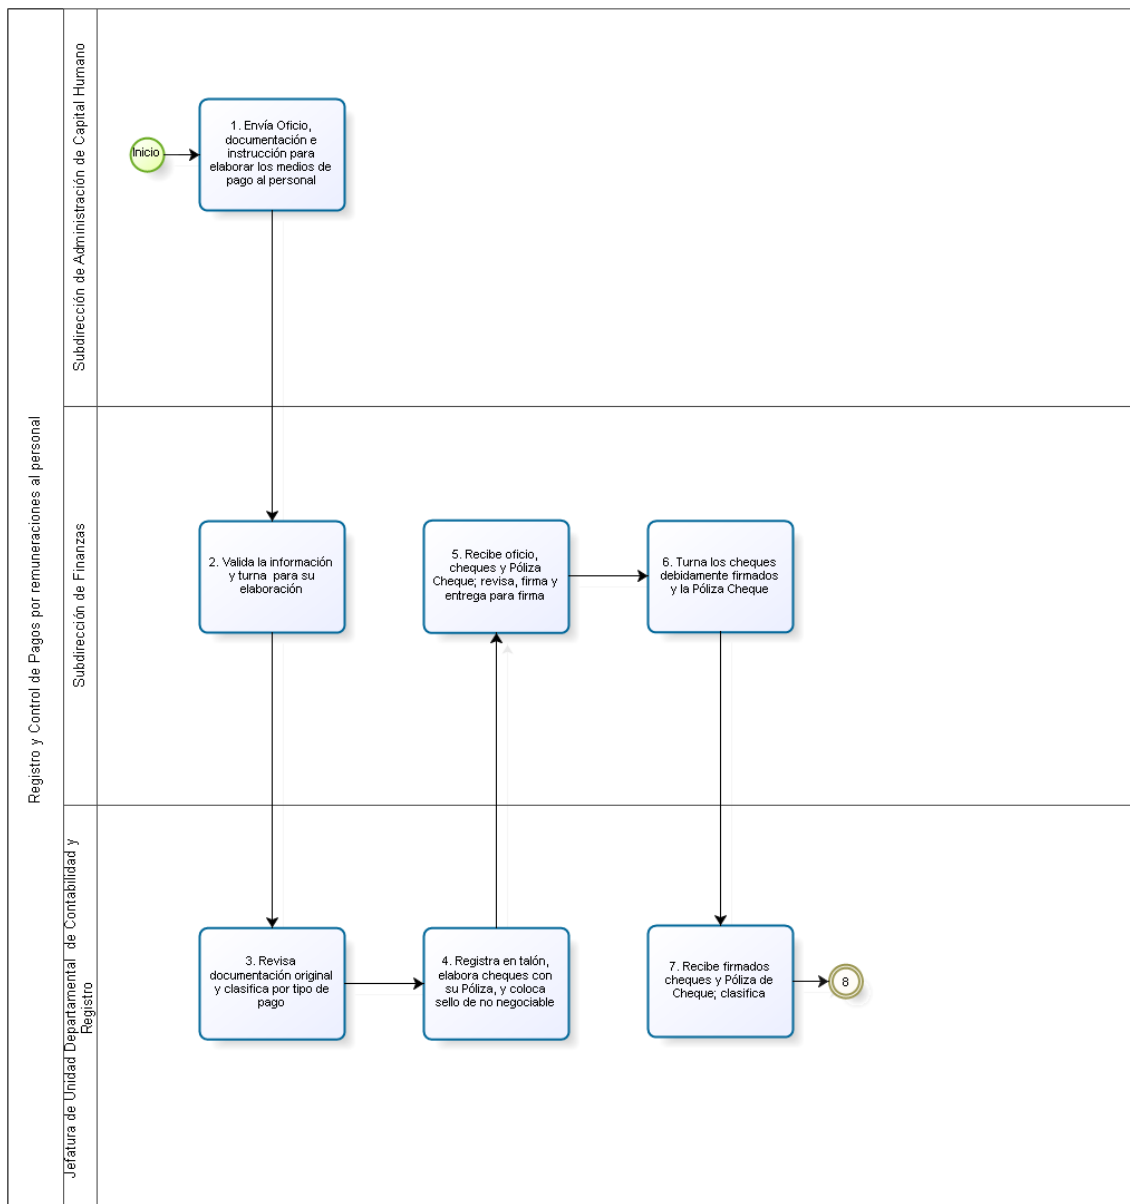 Registro y Control de Pagos por remuneraciones al personal
Subdirección de Administración de Capital Humano
Inicio
1. Envía Oficio,
documentación e
instrucción para
elaborar los medios de
pago al personal
Subdirección de Finanzas
2. Valida la información
y turna para su
elaboración
5. Recibe oficio,
cheques y Póliza
Cheque; revisa, firma y
entrega para firma
6. Turna los cheques
debidamente firmados
y la Póliza Cheque
Jefatura de Unidad Departamental de Contabilidad y
Registro
3. Revisa
documentación original
y clasifica por tipo de
pago
4. Registra en talón,
elabora cheques con
su Póliza, y coloca
sello de no negociable
7. Recibe firmados
cheques y Póliza de
Cheque; clasifica
8